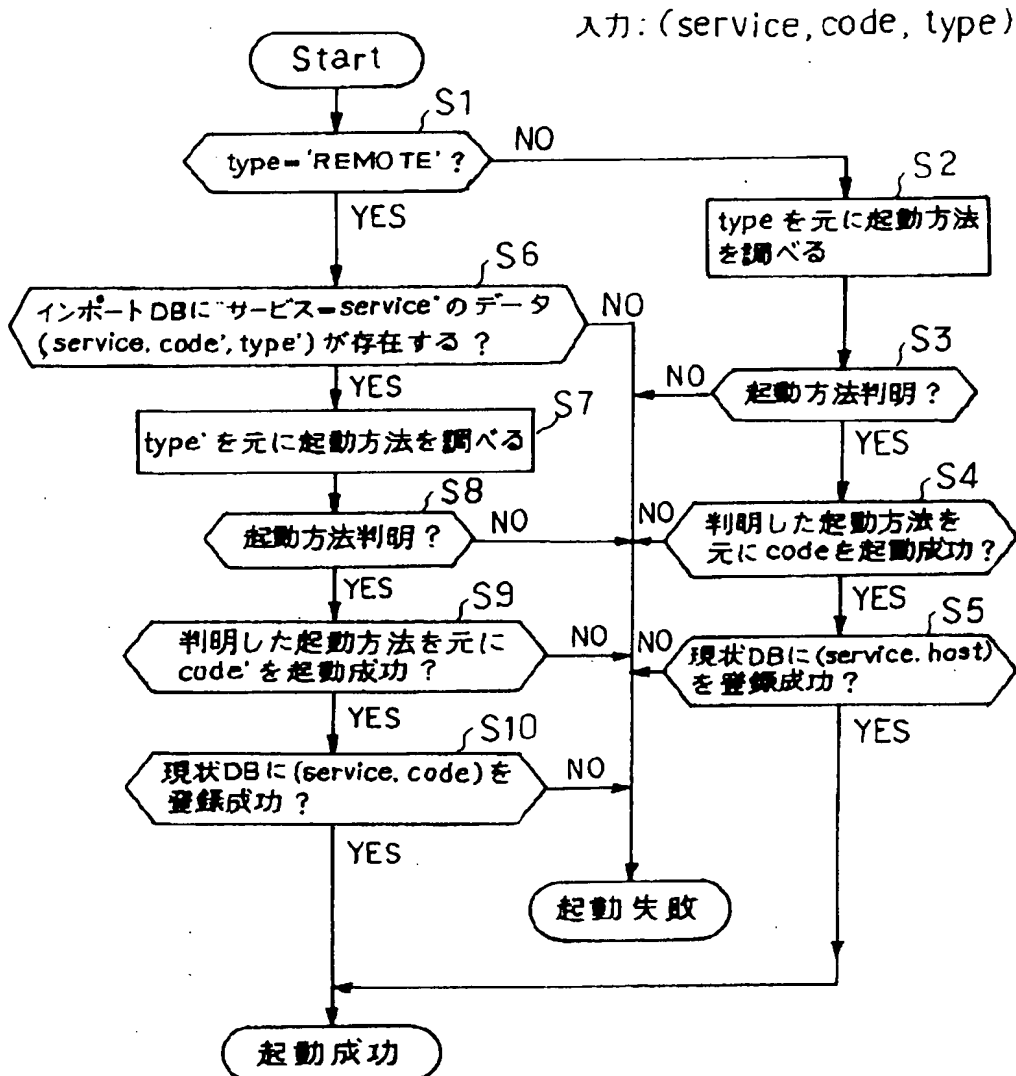 入力: (service, code, type)
Start
S1
type='REMOTE'?
NO
YES
S2
typeを元に起動方法
を調べる
S6
インポートDBに"サービス=service"のデータ
(service, code', type')が存在する?
NO
YES
S3
起動方法判明?
NO
YES
S7
type'を元に起動方法を調べる
S8
起動方法判明?
NO
YES
S4
判明した起動方法を
元にcodeを起動成功?
NO
YES
S9
判明した起動方法を元に
code'を起動成功?
NO
YES
S5
現状DBに(service, host)
を登録成功?
NO
YES
S10
現状DBに(service, code)を
登録成功?
NO
YES
起動失敗
起動成功